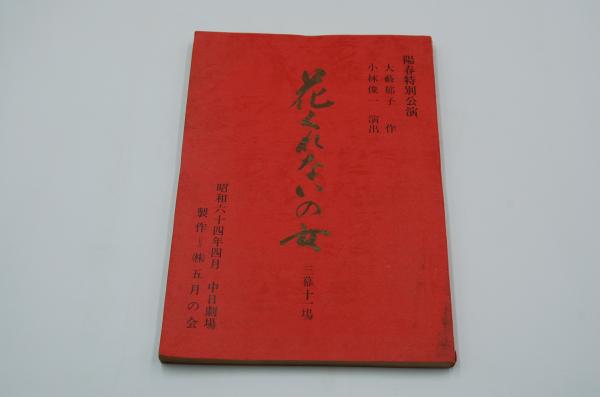 陽春特別公演
大藪郁子 作
小林俊一 演出
花くれないの女
三幕十一場
昭和六十四年四月 中日劇場
製作=㈱五月の会